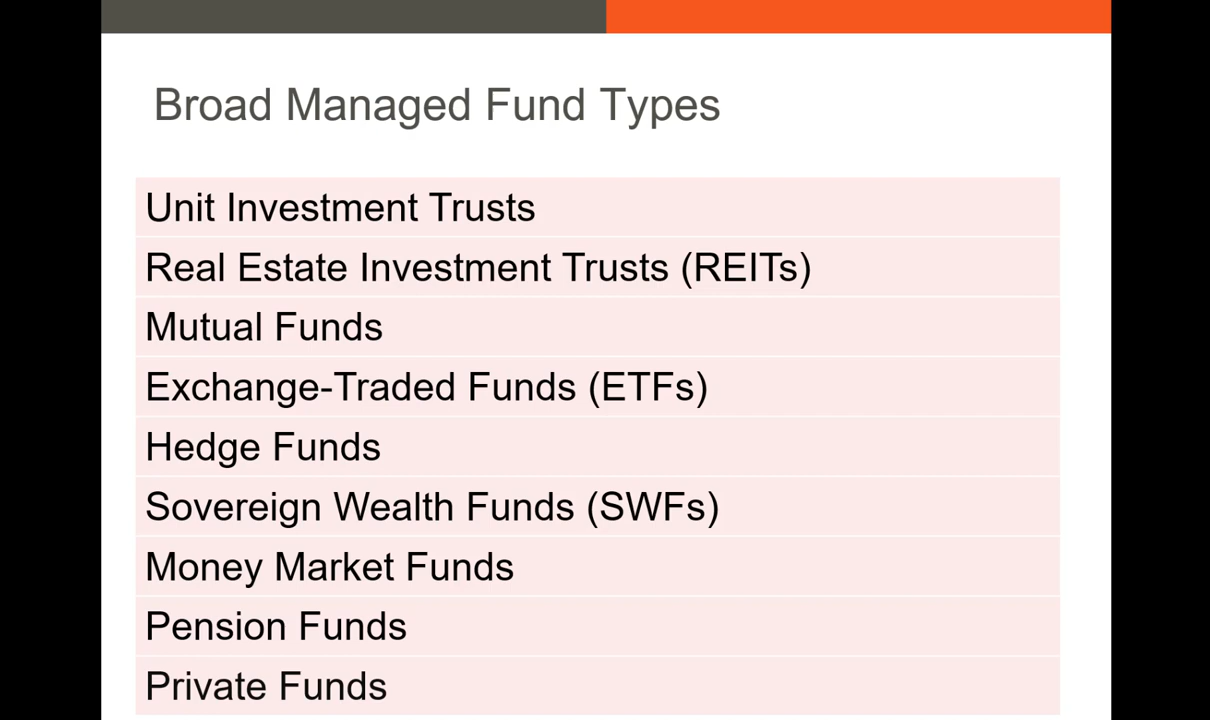 Broad Managed Fund Types
Unit Investment Trusts
Real Estate Investment Trusts (REITs)
Mutual Funds
Exchange-Traded Funds (ETFs)
Hedge Funds
Sovereign Wealth Funds (SWFs)
Money Market Funds
Pension Funds
Private Funds